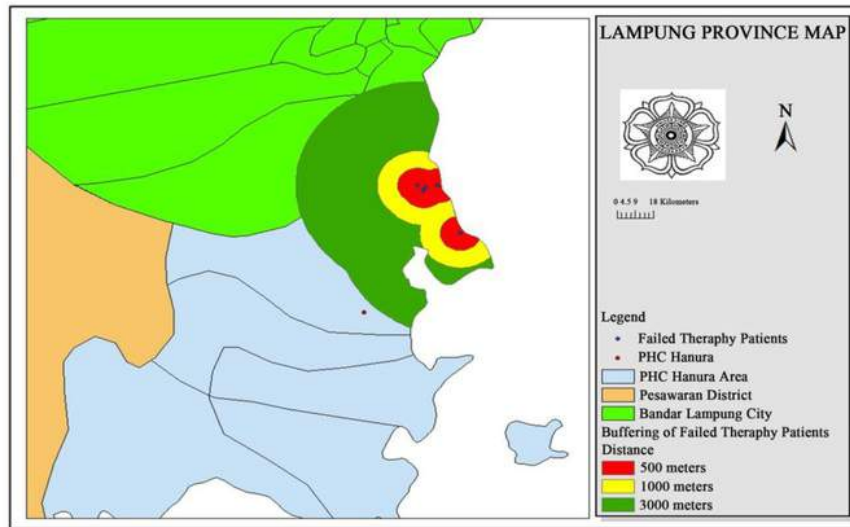 LAMPUNG PROVINCE MAP
N
0 4.5 9 18 Kilometers
Legend
Failed Theraphy Patients
PHC Hanura
PHC Hanura Area
Pesawaran District
Bandar Lampung City
Buffering of Failed Theraphy Patients
Distance
500 meters
1000 meters
3000 meters